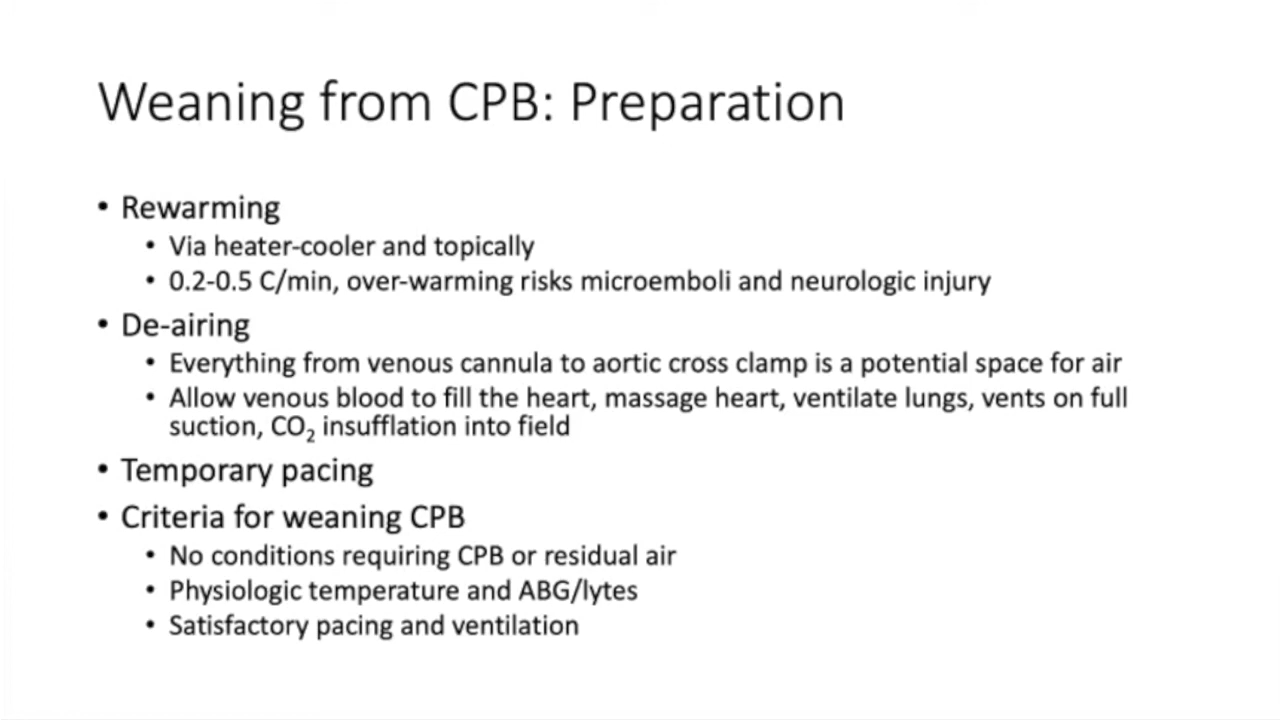 Weaning from CPB: Preparation
• Rewarming
• Via heater-cooler and topically
• 0.2-0.5 C/min, over-warming risks microemboli and neurologic injury
• De-airing
• Everything from venous cannula to aortic cross clamp is a potential space for air
• Allow venous blood to fill the heart, massage heart, ventilate lungs, vents on full
suction, CO₂ insufflation into field
• Temporary pacing
• Criteria for weaning CPB
• No conditions requiring CPB or residual air
• Physiologic temperature and ABG/lytes
• Satisfactory pacing and ventilation